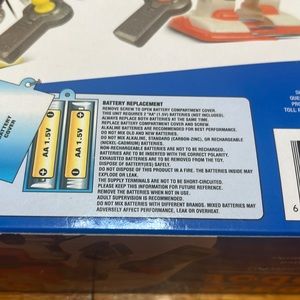 BATTERY
COVER
AA 1.5V
AA 1.5V
BATTERY REPLACEMENT
REMOVE SCREW TO OPEN BATTERY COMPARTMENT COVER.
THIS UNIT REQUIRES 2 "AA" (1.5V) BATTERIES (NOT INCLUDED).
ALWAYS REPLACE BOTH BATTERIES AT THE SAME TIME.
REPLACE BATTERY COMPARTMENT COVER AND SCREW.
ALKALINE BATTERIES ARE RECOMMENDED FOR BEST PERFORMANCE.
DO NOT MIX OLD AND NEW BATTERIES.
DO NOT MIX ALKALINE, STANDARD (CARBON-ZINC), OR RECHARGEABLE
(NICKEL-CADMIUM) BATTERIES.
NON-RECHARGEABLE BATTERIES ARE NOT TO BE RECHARGED.
BATTERIES ARE TO BE INSERTED WITH THE CORRECT POLARITY.
EXHAUSTED BATTERIES ARE TO BE REMOVED FROM THE TOY.
DISPOSE OF BATTERY(IES) SAFELY.
DO NOT DISPOSE OF THIS PRODUCT IN A FIRE. THE BATTERIES INSIDE MAY
EXPLODE OR LEAK.
THE SUPPLY TERMINALS ARE NOT TO BE SHORT-CIRCUITED.
PLEASE KEEP THIS INFORMATION FOR FUTURE REFERENCE.
REMOVE THE BATTERIES WHEN NOT IN USE.
ADULT SUPERVISION IS RECOMMENDED.
DO NOT MIX BATTERIES WITH DIFFERENT BRANDS. MIXED BATTERIES MAY
ADVERSELY AFFECT PERFORMANCE, LEAK OR OVERHEAT.
QUE
PRO
TOLL
6